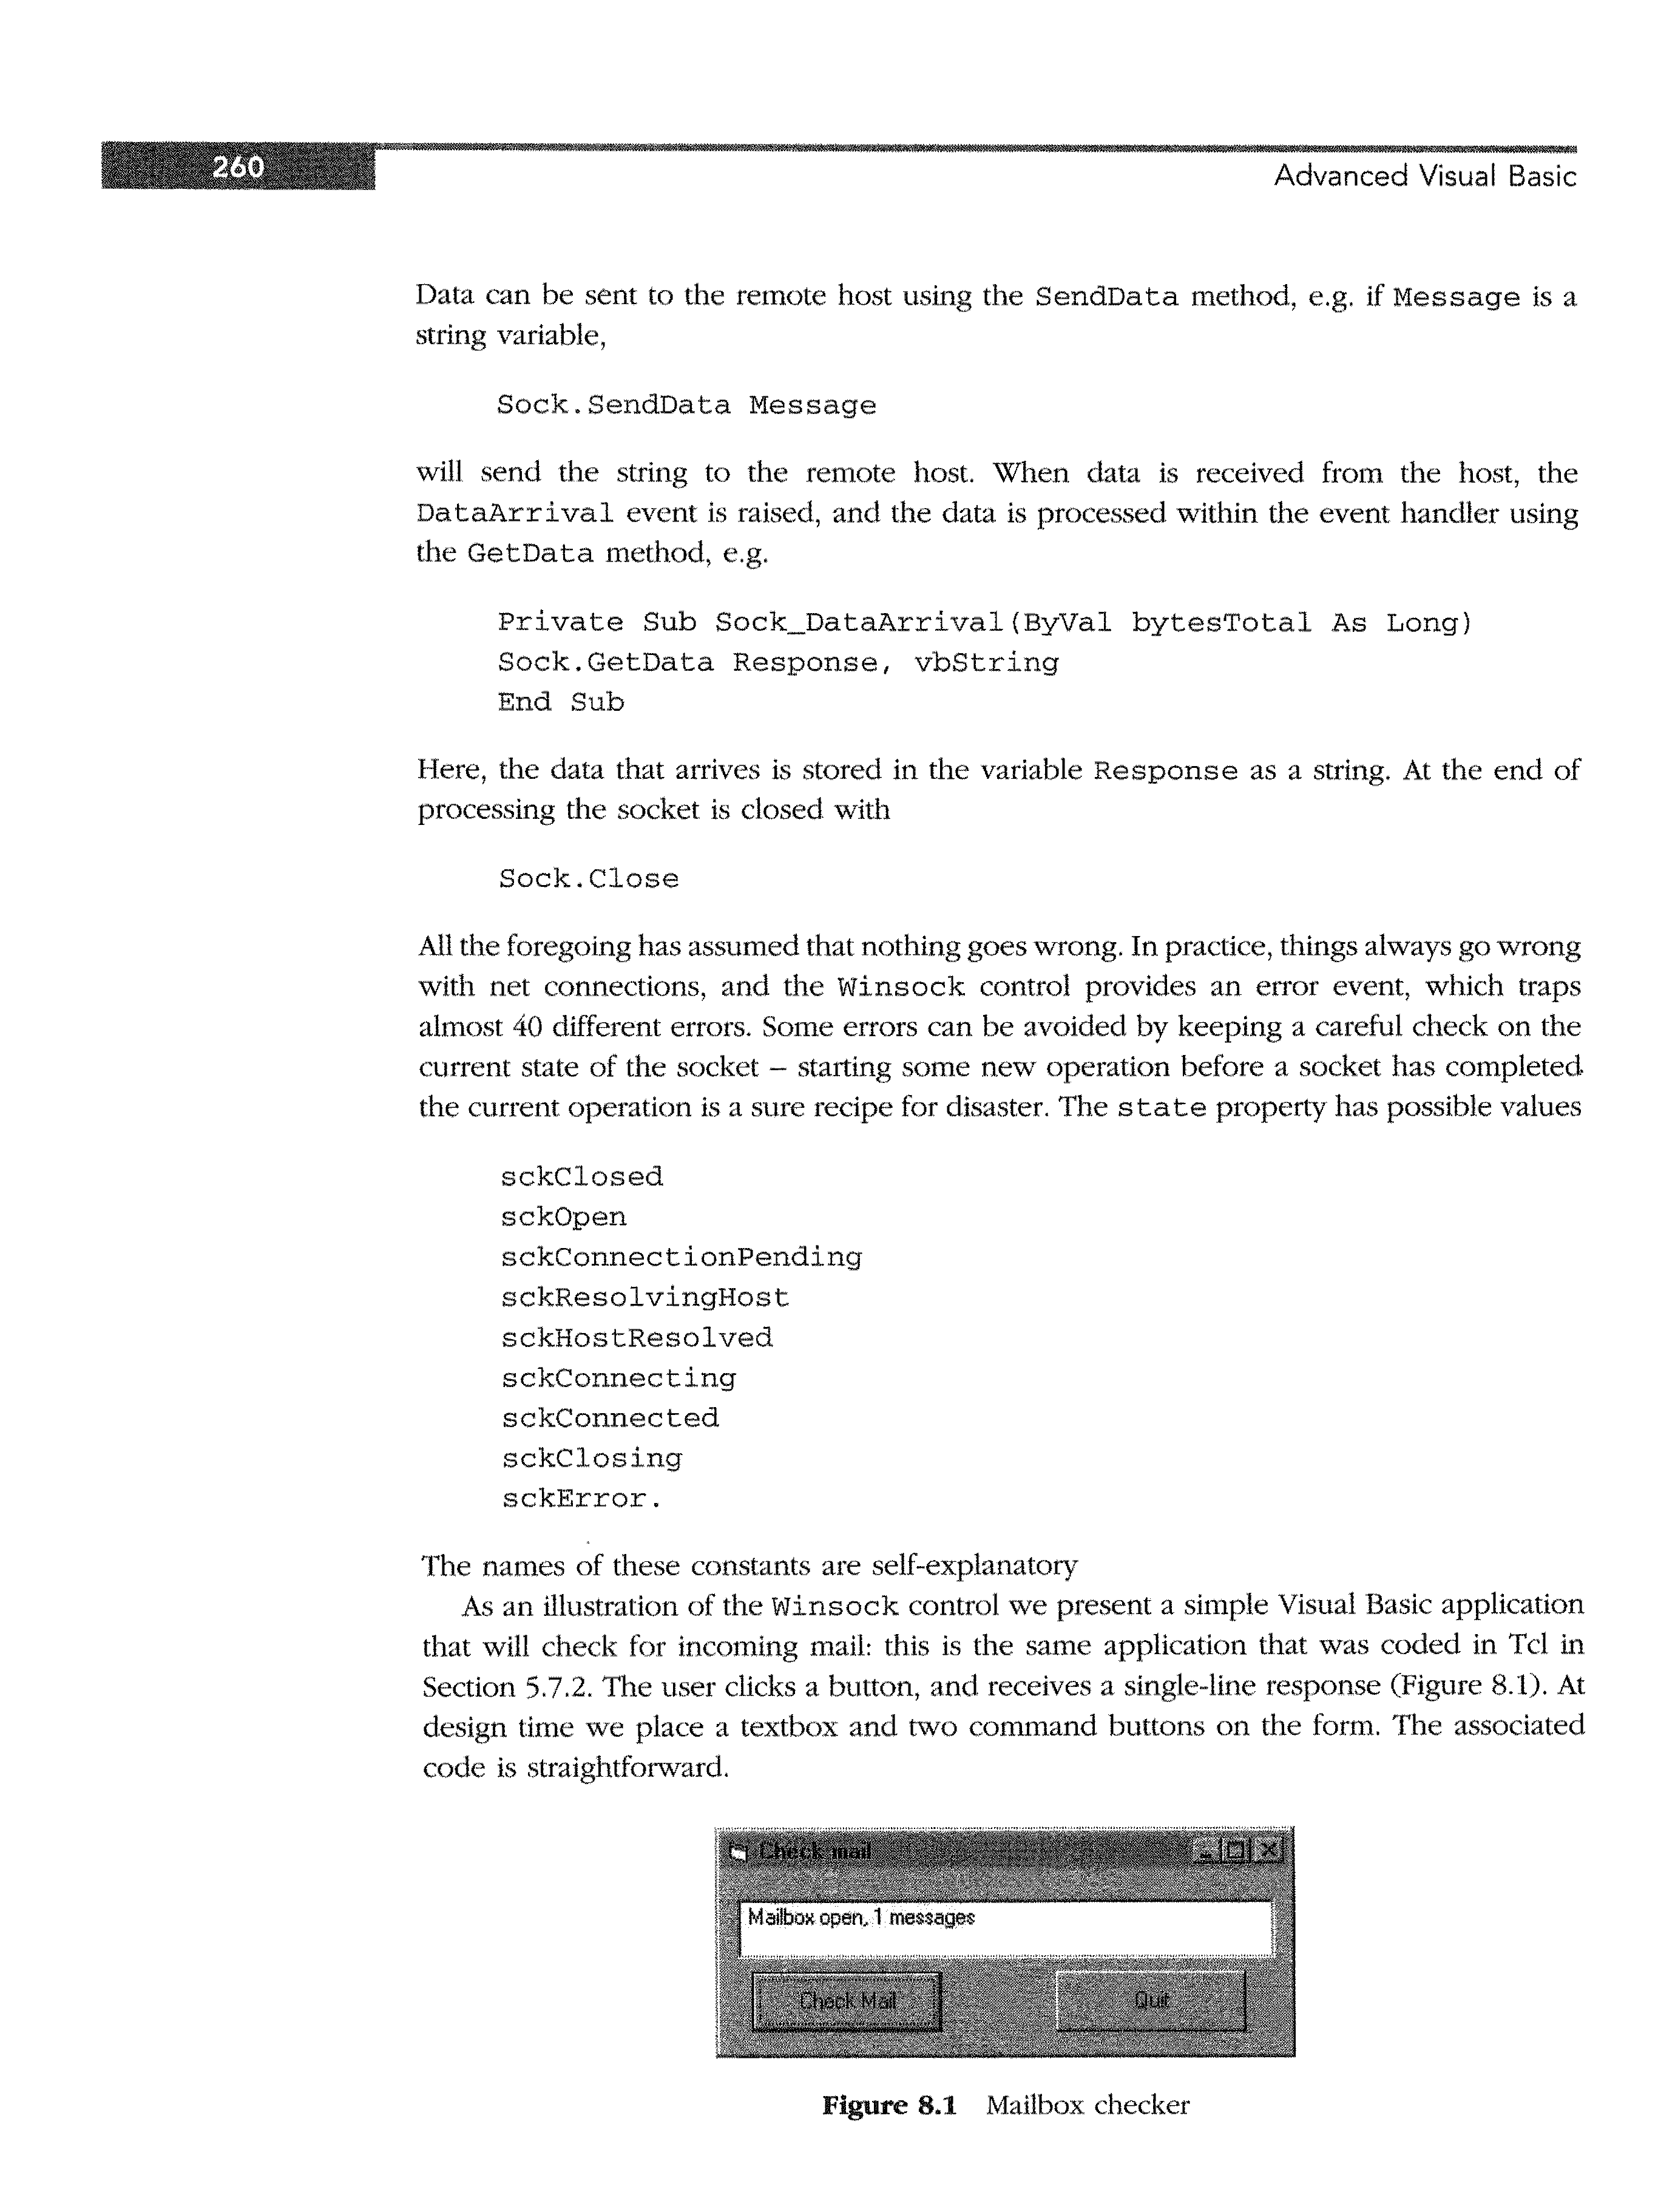 260
Advanced Visual Basic
Data can be sent to the remote host using the SendData method, e.g. if Message is a
string variable,
Sock.SendData Message
will send the string to the remote host. When data is received from the host, the
DataArrival event is raised, and the data is processed within the event handler using
the GetData method, e.g.
Private Sub Sock_DataArrival(ByVal bytesTotal As Long)
Sock.GetData Response, vbString
End Sub
Here, the data that arrives is stored in the variable Response as a string. At the end of
processing the socket is closed with
Sock.Close
All the foregoing has assumed that nothing goes wrong. In practice, things always go wrong
with net connections, and the Winsock control provides an error event, which traps
almost 40 different errors. Some errors can be avoided by keeping a careful check on the
current state of the socket – starting some new operation before a socket has completed
the current operation is a sure recipe for disaster. The state property has possible values
sckClosed
sckOpen
sckConnectionPending
sckResolvingHost
sckHostResolved
sckConnecting
sckConnected
sckClosing
sckError.
The names of these constants are self-explanatory
As an illustration of the Winsock control we present a simple Visual Basic application
that will check for incoming mail: this is the same application that was coded in Tcl in
Section 5.7.2. The user clicks a button, and receives a single-line response (Figure 8.1). At
design time we place a textbox and two command buttons on the form. The associated
code is straightforward.
Check mail
Mailbox open, 1 messages
Check Mail
Quit
Figure 8.1 Mailbox checker